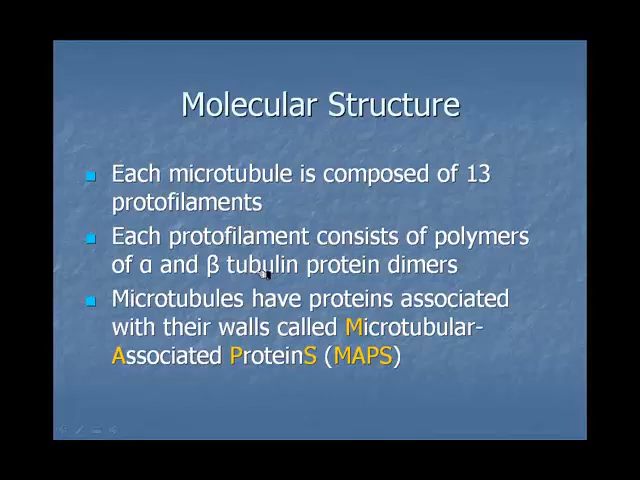 Molecular Structure
Each microtubule is composed of 13
protofilaments
Each protofilament consists of polymers
of α and β tubulin protein dimers
Microtubules have proteins associated
with their walls called Microtubular-
Associated ProteinS (MAPS)